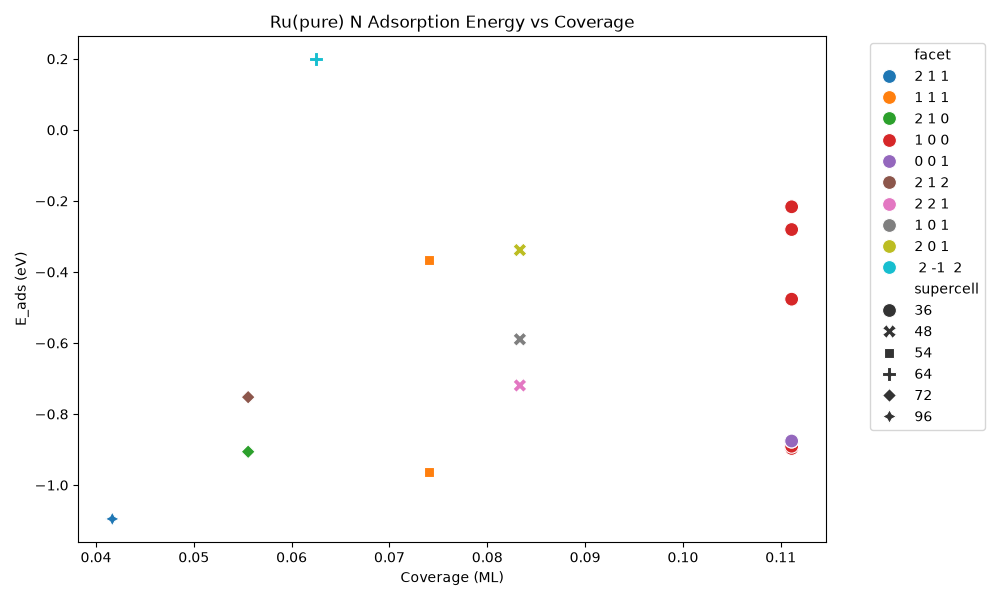 Ru(pure) N Adsorption Energy vs Coverage
E_ads (eV)
0.2
0.0
−0.2
−0.4
−0.6
−0.8
−1.0
0.04
0.05
0.06
0.07
0.08
0.09
0.10
0.11
Coverage (ML)
facet
2 1 1
1 1 1
2 1 0
1 0 0
0 0 1
2 1 2
2 2 1
1 0 1
2 0 1
2 -1  2
supercell
36
48
54
64
72
96